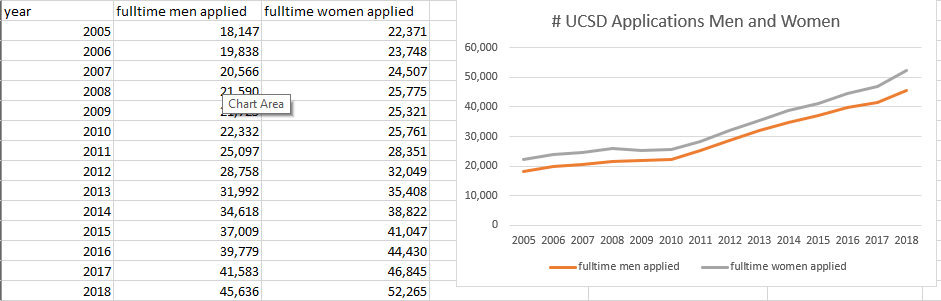 year fulltime men applied fulltime women applied
2005 18,147 22,371
2006 19,838 23,748
2007 20,566 24,507
2008 21,590 25,775
2009 25,321
2010 22,332 25,761
2011 25,097 28,351
2012 28,758 32,049
2013 31,992 35,408
2014 34,618 38,822
2015 37,009 41,047
2016 39,779 44,430
2017 41,583 46,845
2018 45,636 52,265
Chart Area
# UCSD Applications Men and Women
60,000
50,000
40,000
30,000
20,000
10,000
0
2005 2006 2007 2008 2009 2010 2011 2012 2013 2014 2015 2016 2017 2018
fulltime men applied fulltime women applied